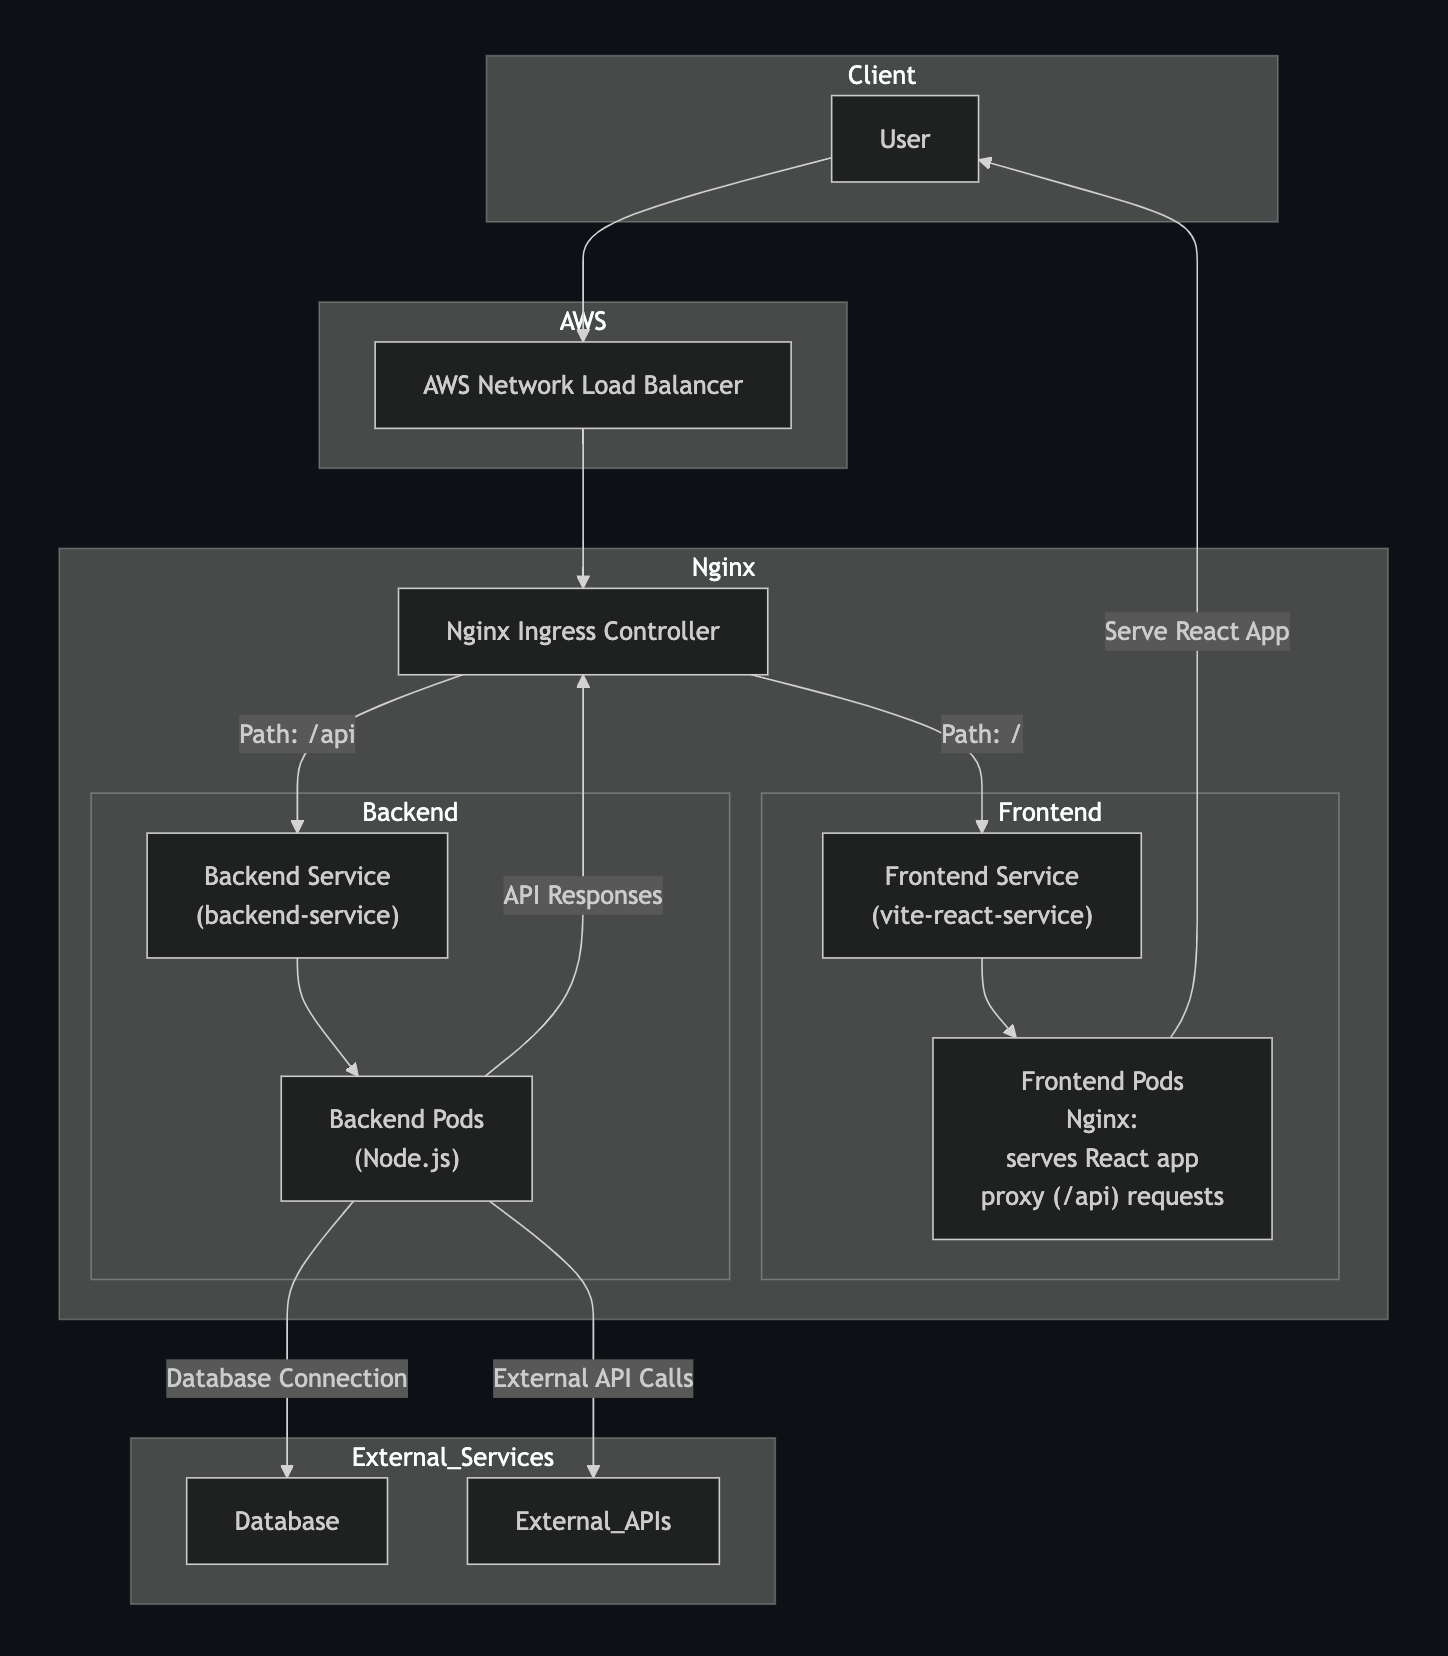 Client
User
AWS
AWS Network Load Balancer
Nginx
Nginx Ingress Controller
Serve React App
Path: /api
Path: /
Backend
Frontend
Backend Service
(backend-service)
API Responses
Frontend Service
(vite-react-service)
Backend Pods
(Node.js)
Frontend Pods
Nginx:
serves React app
proxy (/api) requests
Database Connection
External API Calls
External_Services
Database
External_APIs